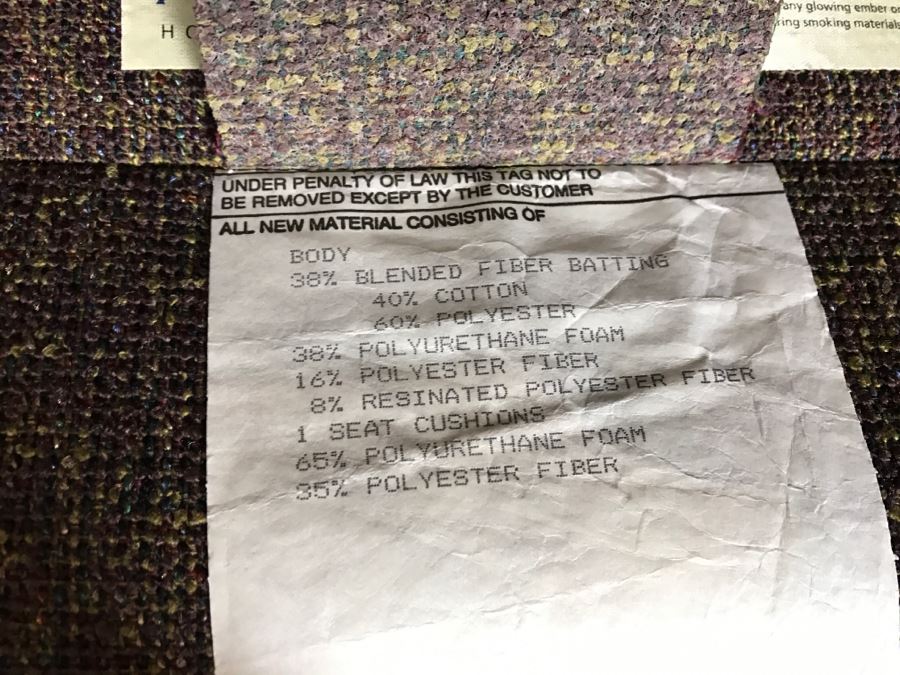 H
any glowing ember or
ring smoking materials
UNDER PENALTY OF LAW THIS TAG NOT TO
BE REMOVED EXCEPT BY THE CUSTOMER
ALL NEW MATERIAL CONSISTING OF
BODY
38% BLENDED FIBER BATTING
40% COTTON
60% POLYESTER
38% POLYURETHANE FOAM
16% POLYESTER FIBER
8% RESINATED POLYESTER FIBER
1 SEAT CUSHIONS
65% POLYURETHANE FOAM
35% POLYESTER FIBER